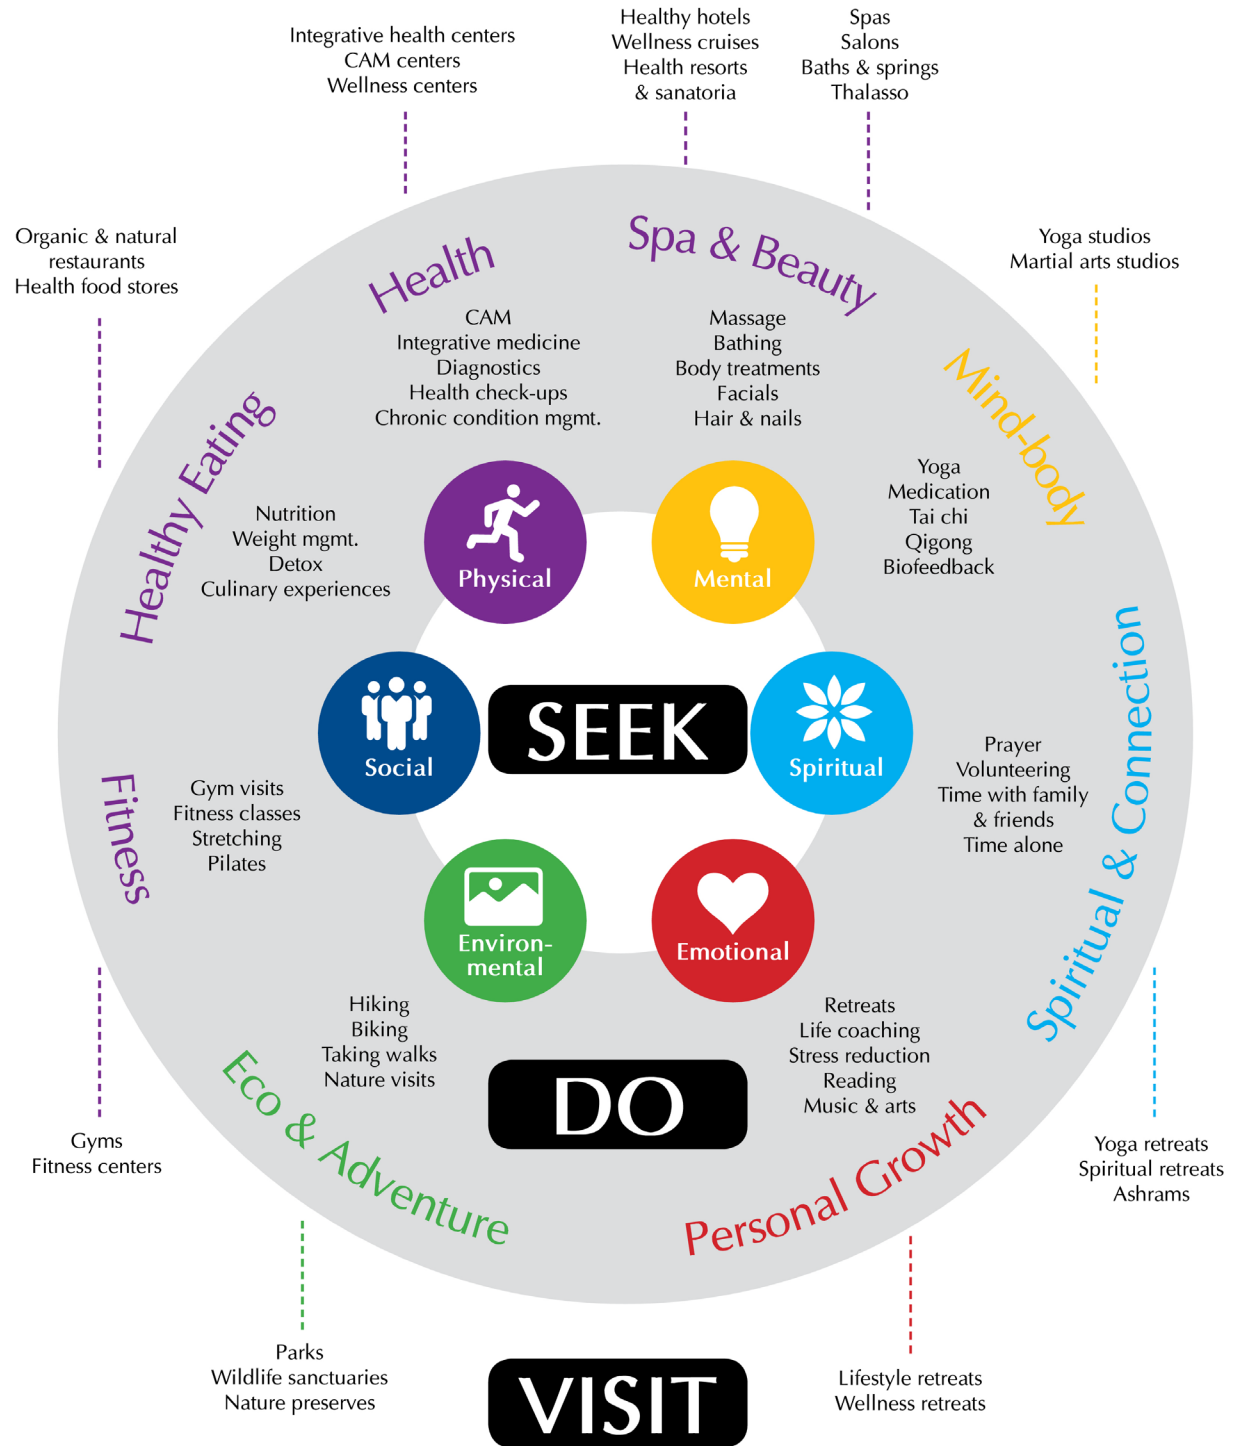 Integrative health centers
CAM centers
Wellness centers
Healthy hotels
Wellness cruises
Health resorts
& sanatoria
Spas
Salons
Baths & springs
Thalasso
Organic & natural
restaurants
Health food stores
Yoga studios
Martial arts studios
Health
CAM
Integrative medicine
Diagnostics
Health check-ups
Chronic condition mgmt.
Spa & Beauty
Massage
Bathing
Body treatments
Facials
Hair & nails
Mind-body
Yoga
Medication
Tai chi
Qigong
Biofeedback
Healthy Eating
Nutrition
Weight mgmt.
Detox
Culinary experiences
Physical
Mental
Social
SEEK
Spiritual
Environ-
mental
Emotional
Fitness
Gym visits
Fitness classes
Stretching
Pilates
Spiritual & Connection
Prayer
Volunteering
Time with family
& friends
Time alone
Eco & Adventure
Hiking
Biking
Taking walks
Nature visits
DO
Personal Growth
Retreats
Life coaching
Stress reduction
Reading
Music & arts
Gyms
Fitness centers
Yoga retreats
Spiritual retreats
Ashrams
Parks
Wildlife sanctuaries
Nature preserves
VISIT
Lifestyle retreats
Wellness retreats